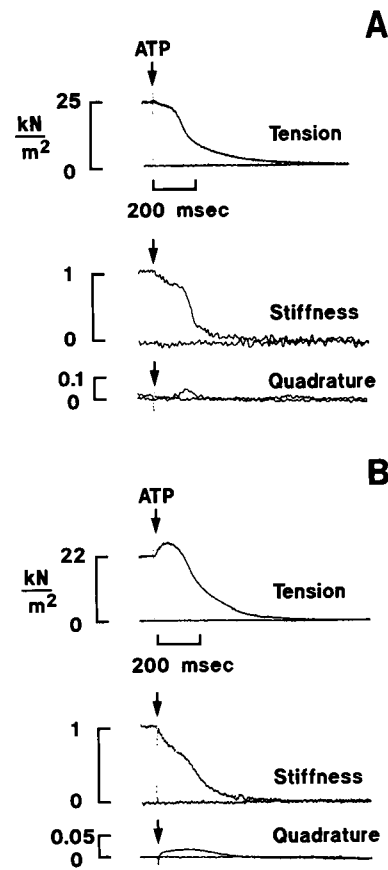 A
ATP
25
kN
m2
0
Tension
200 msec
1
Stiffness
0
0.1
Quadrature
0
B
ATP
22
kN
m2
0
Tension
200 msec
1
Stiffness
0
0.05
Quadrature
0